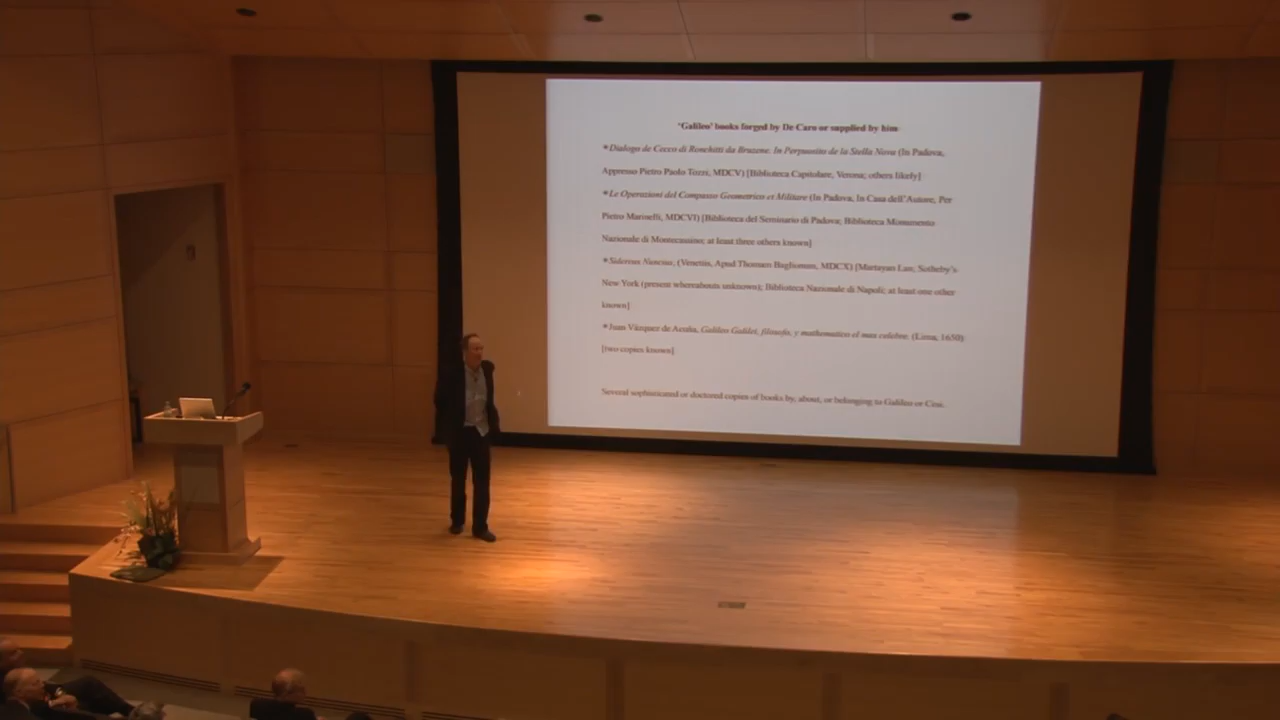 'Galileo' books forged by De Caro or supplied by him
*Dialogo de Cecco di Ronchitti da Bruzene. In Perpuosito de la Stella Nova (In Padova,
Appresso Pietro Paolo Tozzi, MDCV) [Biblioteca Capitolare, Verona; others likely]
*Le Operazioni del Compasso Geometrico et Militare (In Padova, In Casa dell'Autore, Per
Pietro Marinelli, MDCVI) [Biblioteca del Seminario di Padova; Biblioteca Monumento
Nazionale di Montecassino; at least three others known]
*Sidereus Nuncius, (Venetiis, Apud Thomam Baglionum, MDCX) [Martayan Lan; Sotheby's
New York (present whereabouts unknown); Biblioteca Nazionale di Napoli; at least one other
known]
*Juan Vázquez de Acuña, Galileo Galilei, filosofo, y mathematico el mas celebre. (Lima, 1650)
[two copies known]
Several sophisticated or doctored copies of books by, about, or belonging to Galileo or Cesi.